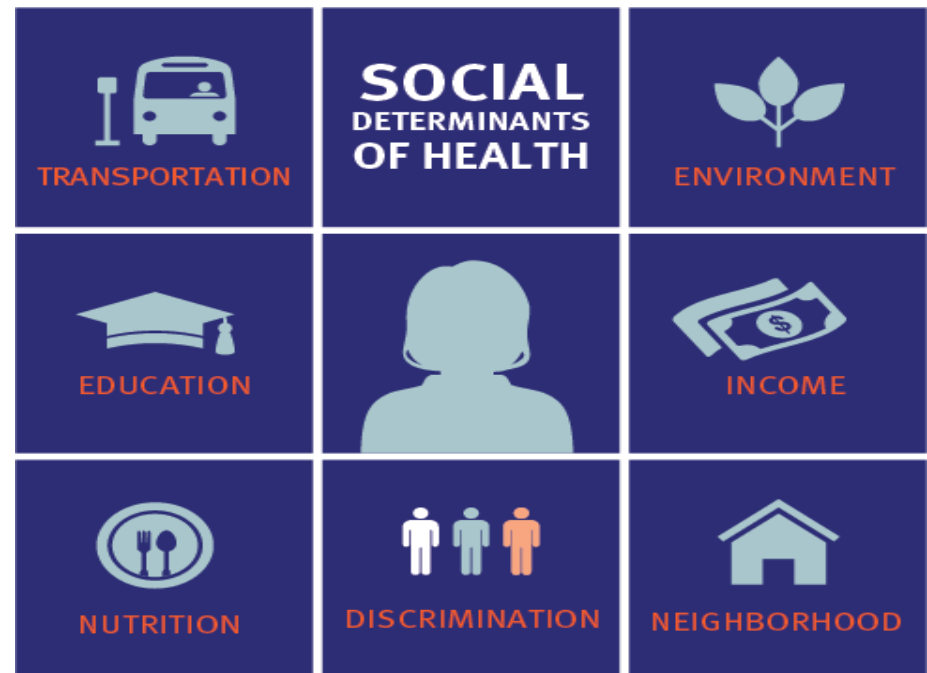 TRANSPORTATION
SOCIAL
DETERMINANTS
OF HEALTH
ENVIRONMENT
EDUCATION
$
INCOME
NUTRITION
DISCRIMINATION
NEIGHBORHOOD